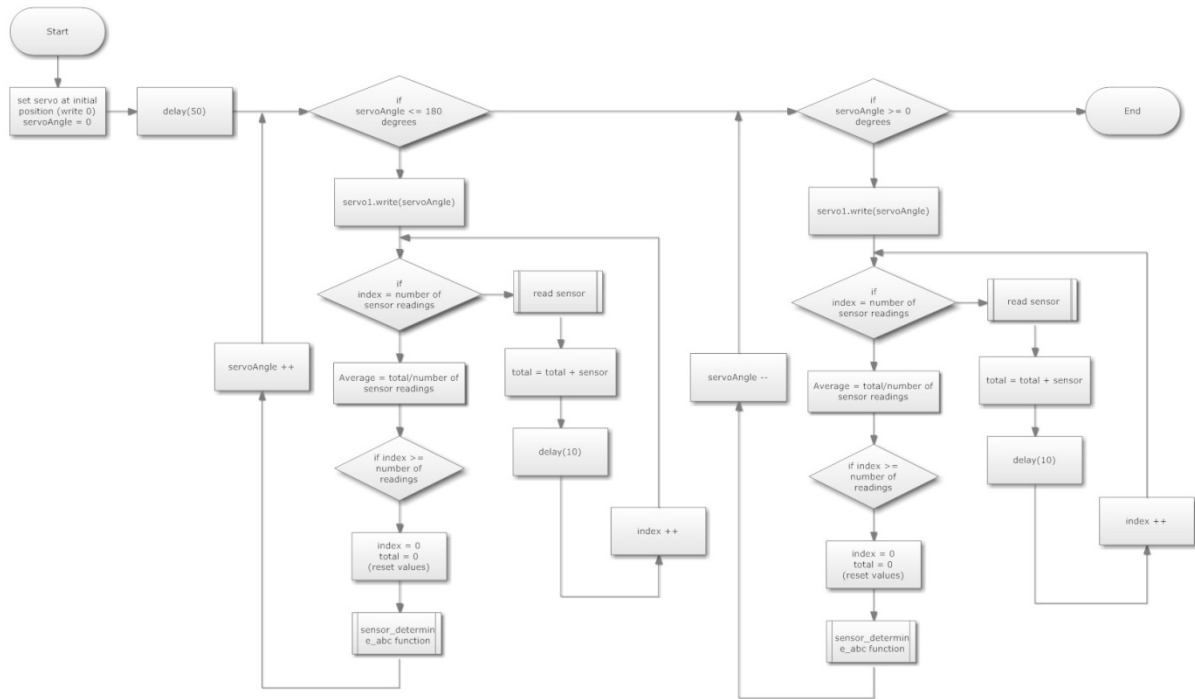 Start
set servo at initial
position (write 0)
servoAngle = 0
delay(50)
if
servoAngle <= 180
degrees
servo1.write(servoAngle)
if
index = number of
sensor readings
read sensor
total = total + sensor
delay(10)
index ++
Average = total/number of
sensor readings
if index >=
number of
readings
index = 0
total = 0
(reset values)
sensor_determin
e_abc function
servoAngle ++
if
servoAngle >= 0
degrees
End
servo1.write(servoAngle)
if
index = number of
sensor readings
read sensor
total = total + sensor
delay(10)
index ++
Average = total/number of
sensor readings
if index >=
number of
readings
index = 0
total = 0
(reset values)
sensor_determin
e_abc function
servoAngle --